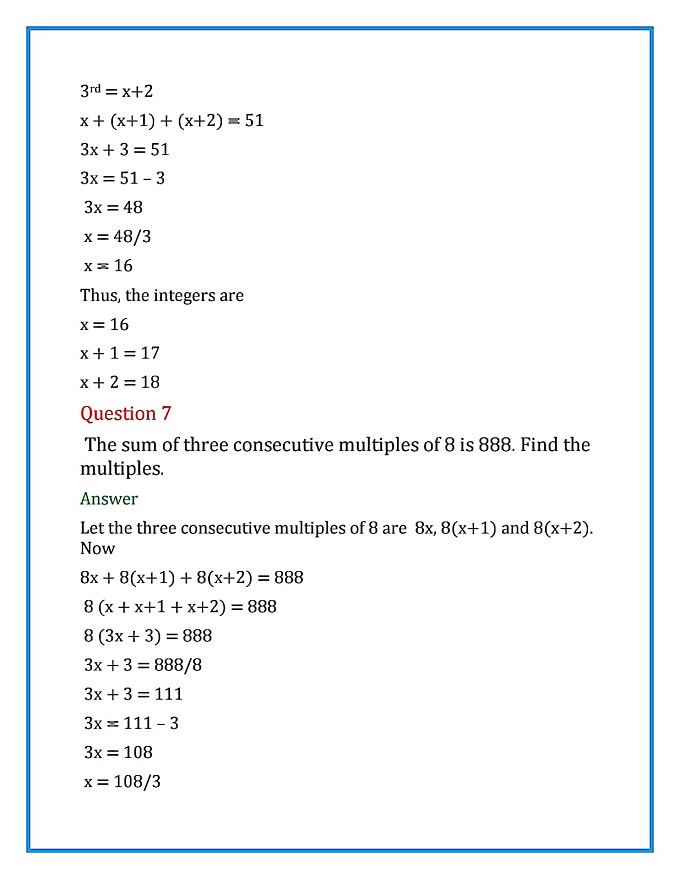 3rd = x+2
x + (x+1) + (x+2) = 51
3x + 3 = 51
3x = 51 – 3
3x = 48
x = 48/3
x = 16
Thus, the integers are
x = 16
x + 1 = 17
x + 2 = 18
Question 7
The sum of three consecutive multiples of 8 is 888. Find the
multiples.
Answer
Let the three consecutive multiples of 8 are 8x, 8(x+1) and 8(x+2).
Now
8x + 8(x+1) + 8(x+2) = 888
8 (x + x+1 + x+2) = 888
8 (3x + 3) = 888
3x + 3 = 888/8
3x + 3 = 111
3x = 111 – 3
3x = 108
x = 108/3